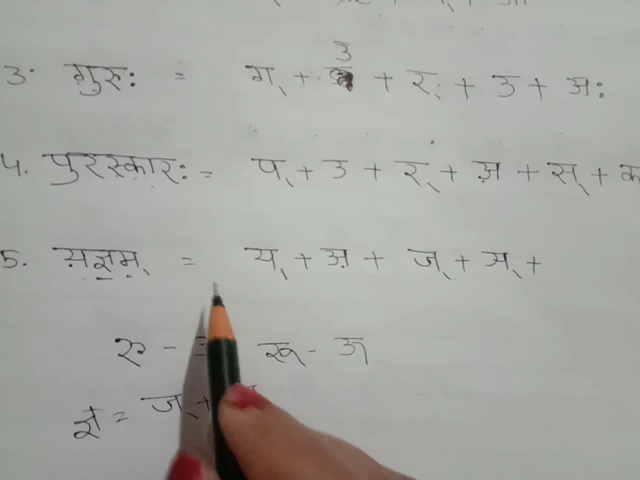 3. गुरुः = ग् + उ + र् + उ + अः
4. पुरस्कारः = प् + उ + र् + अ + स् + क
5. यज्ञम् = य् + अ + ज् + ञ् +
रु - रू - ऊ
ज्ञ = ज् +